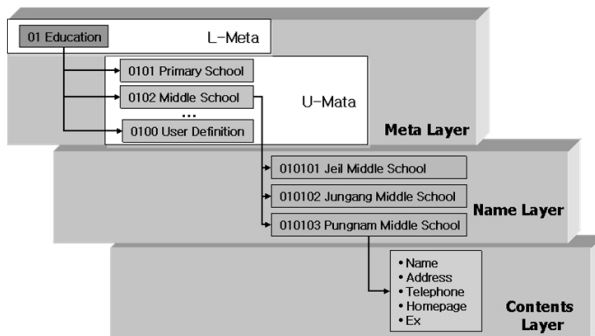 01 Education
L-Meta
0101 Primary School
0102 Middle School
...
0100 User Definition
U-Mata
Meta Layer
010101 Jeil Middle School
010102 Jungang Middle School
010103 Pungnam Middle School
Name Layer
• Name
• Address
• Telephone
• Homepage
• Ex
Contents
Layer